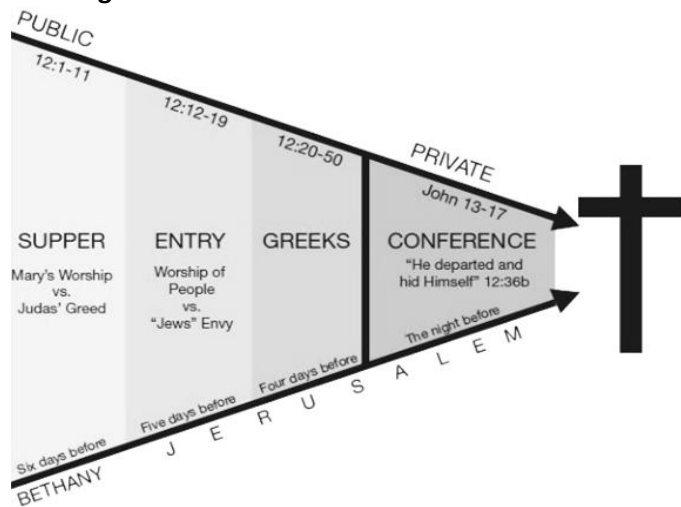 PUBLIC
12:1-11
12:12-19
12:20-50
PRIVATE
John 13-17
SUPPER
Mary's Worship
vs.
Judas' Greed
ENTRY
Worship of
People
vs.
"Jews" Envy
GREEKS
CONFERENCE
"He departed and
hid Himself" 12:36b
Six days before
Five days before
Four days before
The night before
BETHANY
JERUSALEM